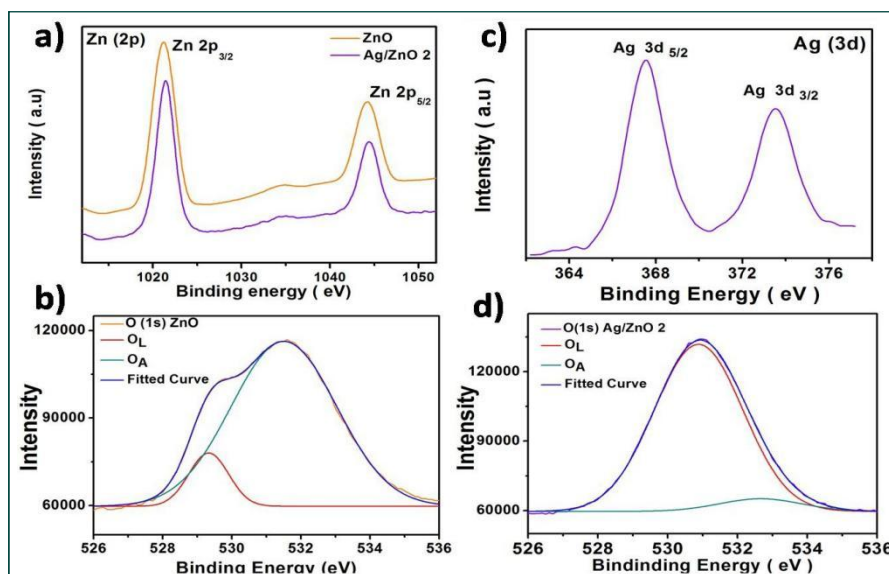 a)
Zn (2p)
Zn 2p3/2
ZnO
Ag/ZnO 2
Zn 2p5/2
Intensity (a.u)
1020 1030 1040 1050
Binding energy ( eV)
c)
Ag (3d)
Ag 3d 5/2
Ag 3d 3/2
Intensity ( a.u)
364 368 372 376
Binding Energy ( eV )
b)
O (1s) ZnO
OL
OA
Fitted Curve
Intensity
120000
90000
60000
526 528 530 532 534 536
Binding Energy (eV)
d)
O(1s) Ag/ZnO 2
OL
OA
Fitted Curve
Intensity
130000
90000
60000
526 528 530 532 534 536
Bindinding Energy ( eV)